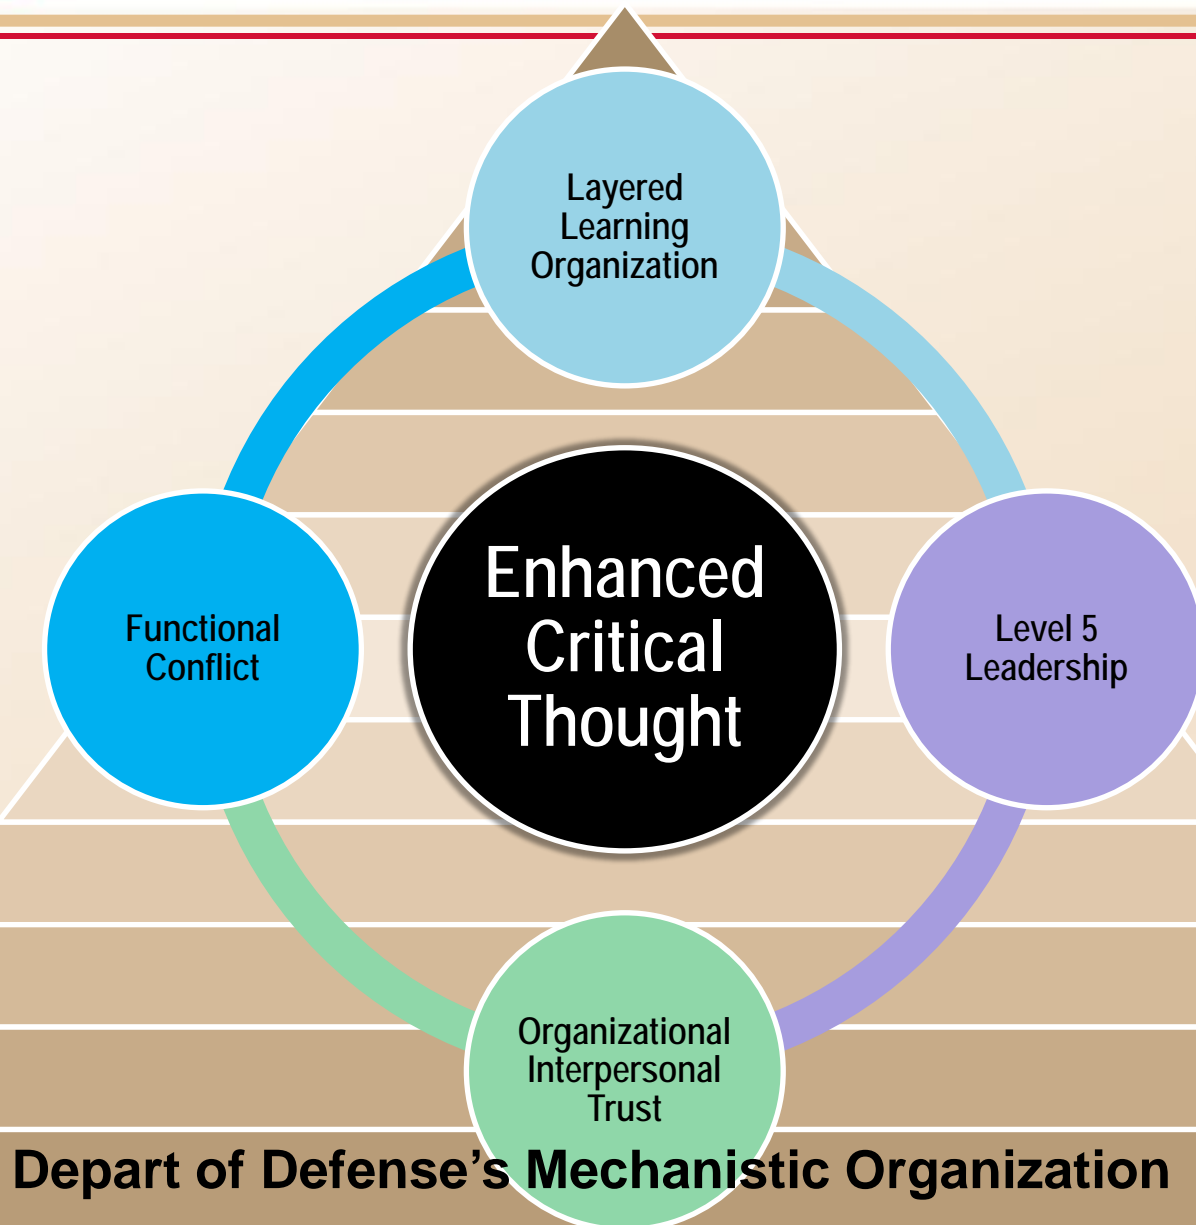 Layered
Learning
Organization
Functional
Conflict
Enhanced
Critical
Thought
Level 5
Leadership
Organizational
Interpersonal
Trust
Depart of Defense’s Mechanistic Organization